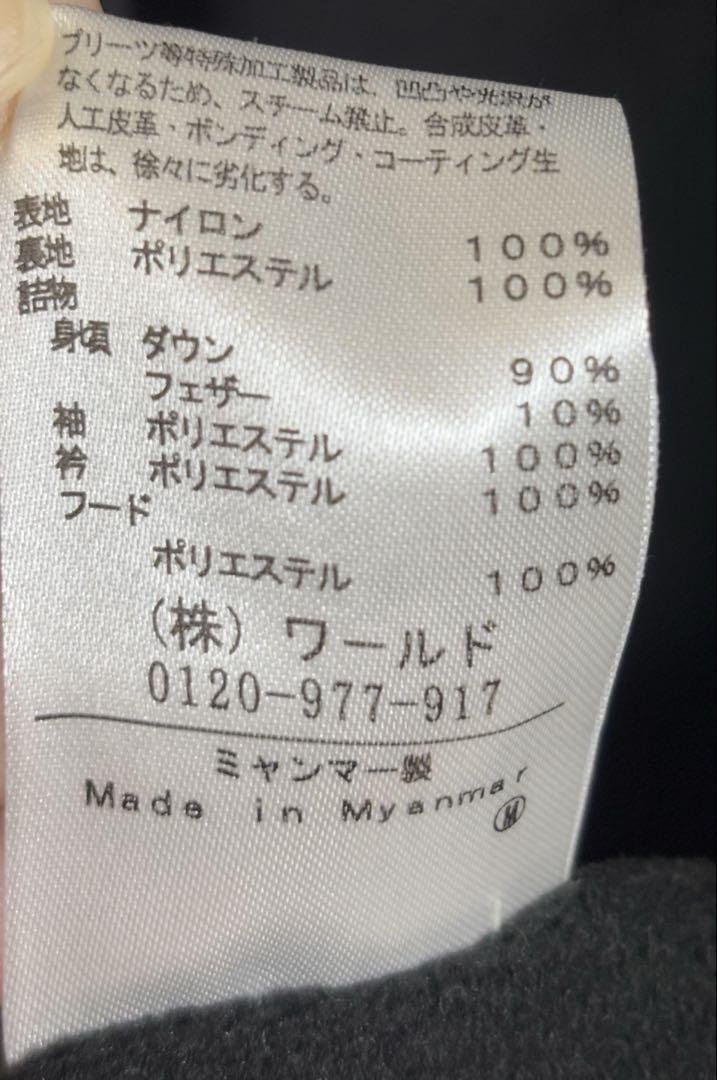 プリーツ等特殊加工製品は、凹凸や光沢が
なくなるため、スチーム禁止。合成皮革・
人工皮革・ボンディング・コーティング生
地は、徐々に劣化する。
表地 ナイロン 100%
裏地 ポリエステル 100%
詰物
身頃 ダウン 90%
フェザー 10%
袖 ポリエステル 100%
衿 ポリエステル 100%
フード
ポリエステル 100%
(株) ワールド
0120-977-917
ミャンマー製
Made in Myanmar
M